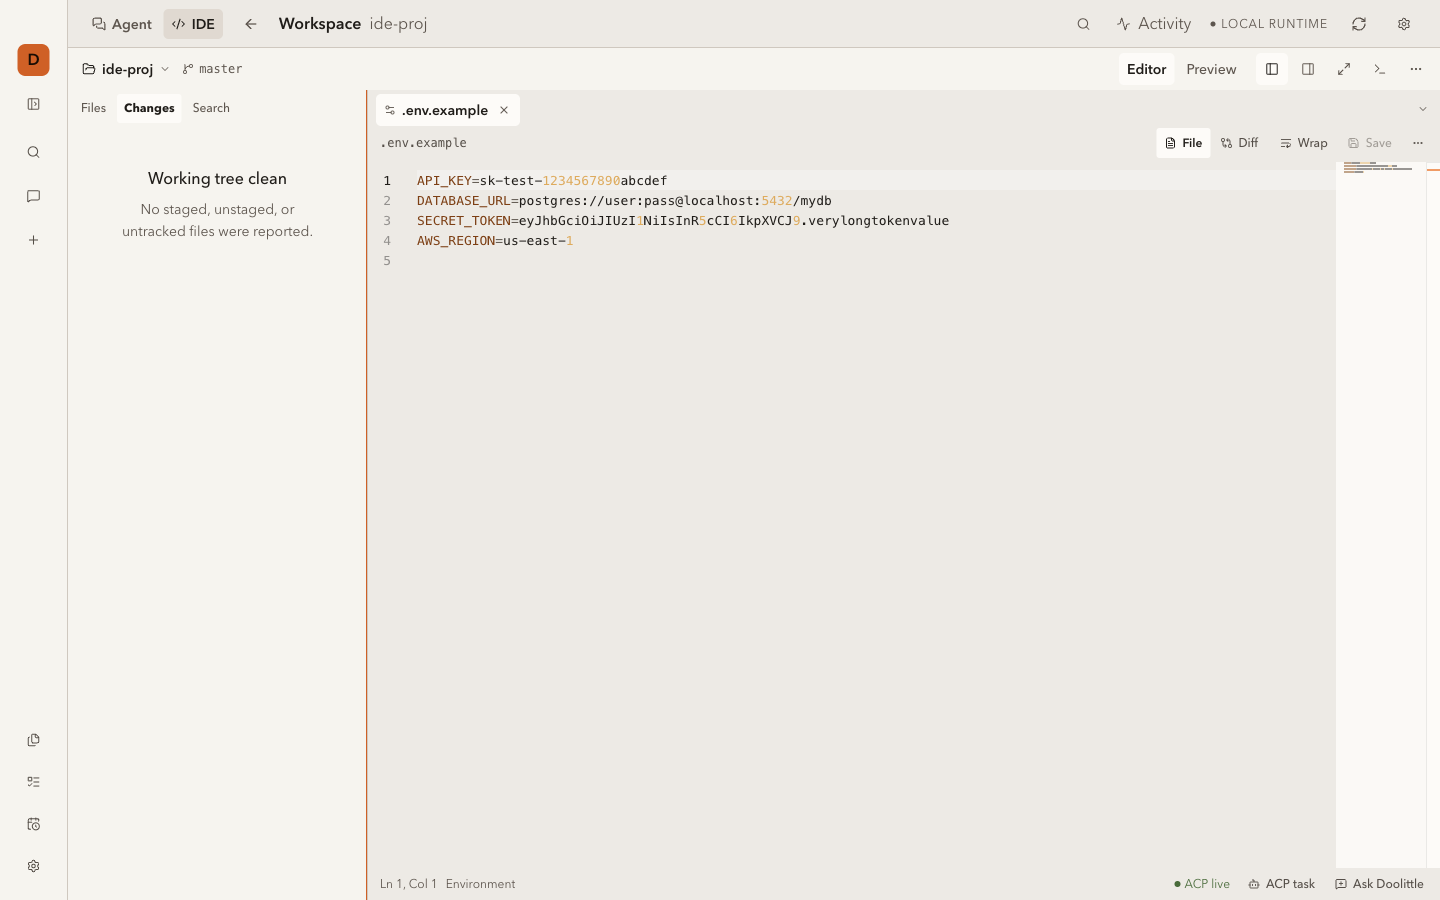 Agent
IDE
Workspace ide-proj
Activity
LOCAL RUNTIME
D
ide-proj
master
Editor
Preview
Files
Changes
Search
Working tree clean
No staged, unstaged, or
untracked files were reported.
.env.example
.env.example
File
Diff
Wrap
Save
1 API_KEY=sk-test-1234567890abcdef
2 DATABASE_URL=postgres://user:pass@localhost:5432/mydb
3 SECRET_TOKEN=eyJhbGciOiJIUzI1NiIsInR5cCI6IkpXVCJ9.verylongtokenvalue
4 AWS_REGION=us-east-1
5
Ln 1, Col 1 Environment
ACP live
ACP task
Ask Doolittle